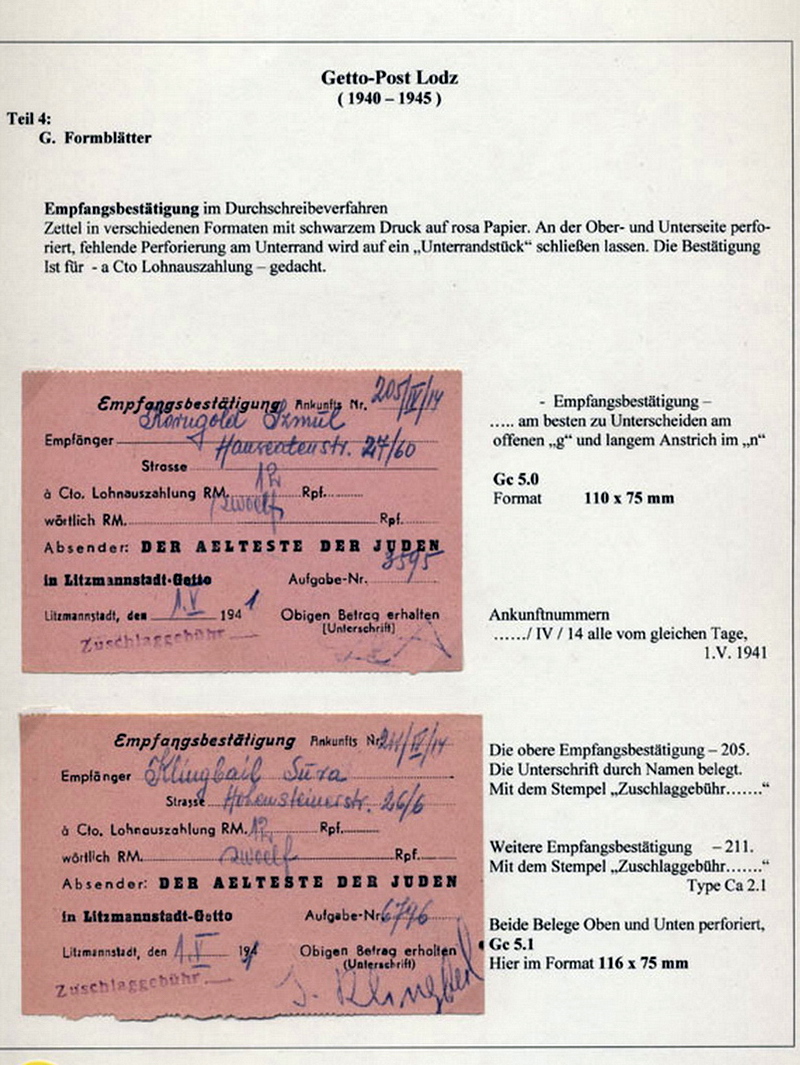 Getto-Post Lodz
( 1940 – 1945 )
Teil 4:
G. Formblätter
Empfangsbestätigung im Durchschreibeverfahren
Zettel in verschiedenen Formaten mit schwarzem Druck auf rosa Papier. An der Ober- und Unterseite perfo-
riert, fehlende Perforierung am Unterrand wird auf ein „Unterrandstück“ schließen lassen. Die Bestätigung
Ist für - a Cto Lohnauszahlung – gedacht.
Empfangsbestätigung Ankunfts Nr. 205/IV/14
Korngold Szmul
Empfänger
Hanseatenstr. 27/60
Strasse
à Cto. Lohnauszahlung RM. 12 Rpf.
wörtlich RM. zwoelf Rpf.
Absender: DER AELTESTE DER JUDEN
in Litzmannstadt-Getto Aufgabe-Nr. 3595
Litzmannstadt, den 1.V 1941 Obigen Betrag erhalten
(Unterschrift)
Zuschlaggebühr
- Empfangsbestätigung –
….. am besten zu Unterscheiden am
offenen „g“ und langem Anstrich im „n“
Gc 5.0
Format 110 x 75 mm
Ankunftnummern
……/ IV / 14 alle vom gleichen Tage,
1.V. 1941
Empfangsbestätigung Ankunfts Nr. 211/IV/14
Empfänger Klingbail Sura
Strasse Hohensteinerstr. 26/6
à Cto. Lohnauszahlung RM. 12 Rpf.
wörtlich RM. zwoelf Rpf.
Absender: DER AELTESTE DER JUDEN
in Litzmannstadt-Getto Aufgabe-Nr. 6796
Litzmannstadt, den 1.V 1941 Obigen Betrag erhalten
(Unterschrift)
Zuschlaggebühr
S. Klingbeil
Die obere Empfangsbestätigung – 205.
Die Unterschrift durch Namen belegt.
Mit dem Stempel „Zuschlaggebühr…….“
Weitere Empfangsbestätigung – 211.
Mit dem Stempel „Zuschlaggebühr…….“
Type Ca 2.1
Beide Belege Oben und Unten perforiert,
Gc 5.1
Hier im Format 116 x 75 mm